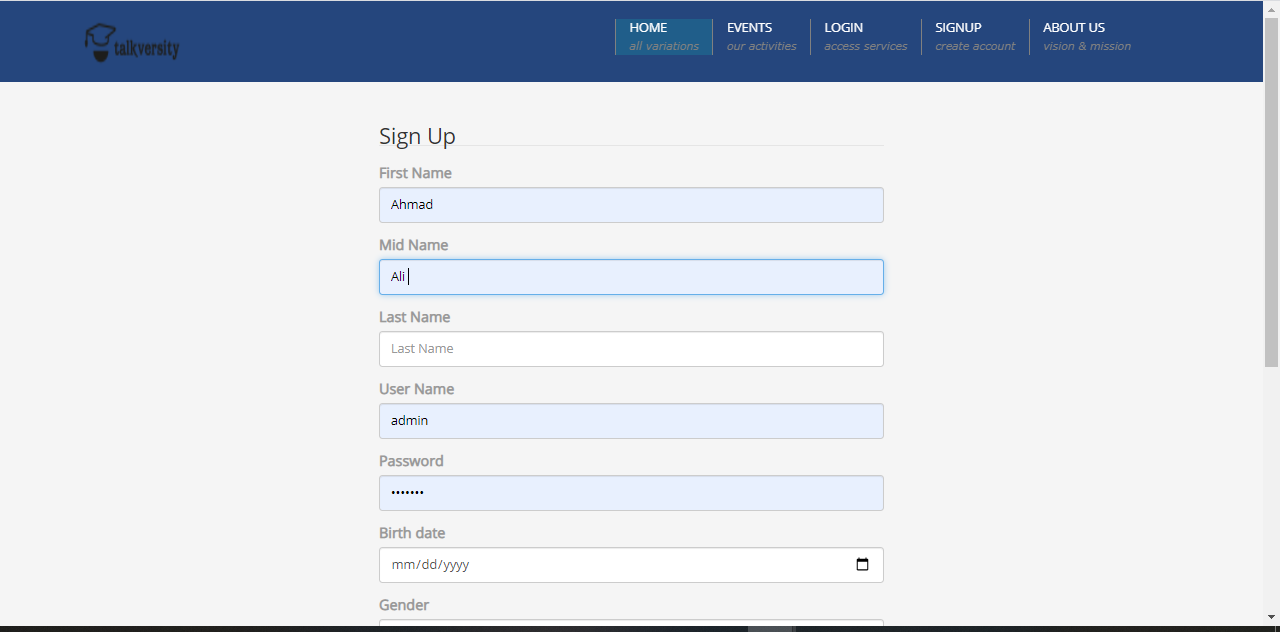 talkversity
HOME
all variations
EVENTS
our activities
LOGIN
access services
SIGNUP
create account
ABOUT US
vision & mission
Sign Up
First Name
Ahmad
Mid Name
Ali
Last Name
Last Name
User Name
admin
Password
•••••••
Birth date
mm/dd/yyyy
Gender